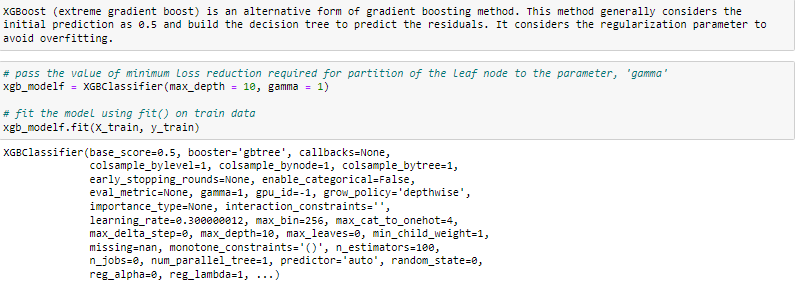 XGBoost (extreme gradient boost) is an alternative form of gradient boosting method. This method generally considers the
initial prediction as 0.5 and build the decision tree to predict the residuals. It considers the regularization parameter to
avoid overfitting.
# pass the value of minimum loss reduction required for partition of the leaf node to the parameter, 'gamma'
xgb_modelf = XGBClassifier(max_depth = 10, gamma = 1)
# fit the model using fit() on train data
xgb_modelf.fit(X_train, y_train)
XGBClassifier(base_score=0.5, booster='gbtree', callbacks=None,
colsample_bylevel=1, colsample_bynode=1, colsample_bytree=1,
early_stopping_rounds=None, enable_categorical=False,
eval_metric=None, gamma=1, gpu_id=-1, grow_policy='depthwise',
importance_type=None, interaction_constraints='',
learning_rate=0.300000012, max_bin=256, max_cat_to_onehot=4,
max_delta_step=0, max_depth=10, max_leaves=0, min_child_weight=1,
missing=nan, monotone_constraints='()', n_estimators=100,
n_jobs=0, num_parallel_tree=1, predictor='auto', random_state=0,
reg_alpha=0, reg_lambda=1, ...)